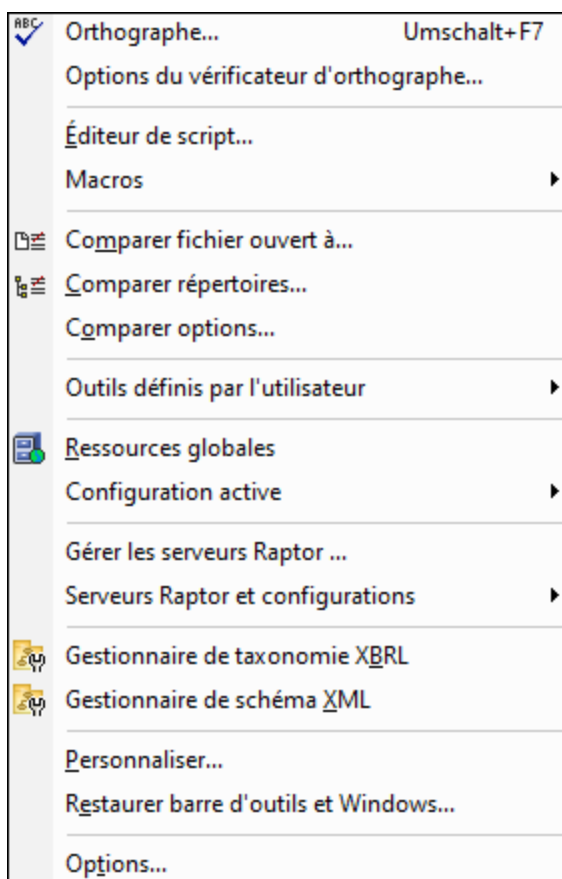 ABC
Orthographe... Umschalt+F7
Options du vérificateur d'orthographe...
Éditeur de script...
Macros
Comparer fichier ouvert à...
Comparer répertoires...
Comparer options...
Outils définis par l'utilisateur
Ressources globales
Configuration active
Gérer les serveurs Raptor ...
Serveurs Raptor et configurations
Gestionnaire de taxonomie XBRL
Gestionnaire de schéma XML
Personnaliser...
Restaurer barre d'outils et Windows...
Options...